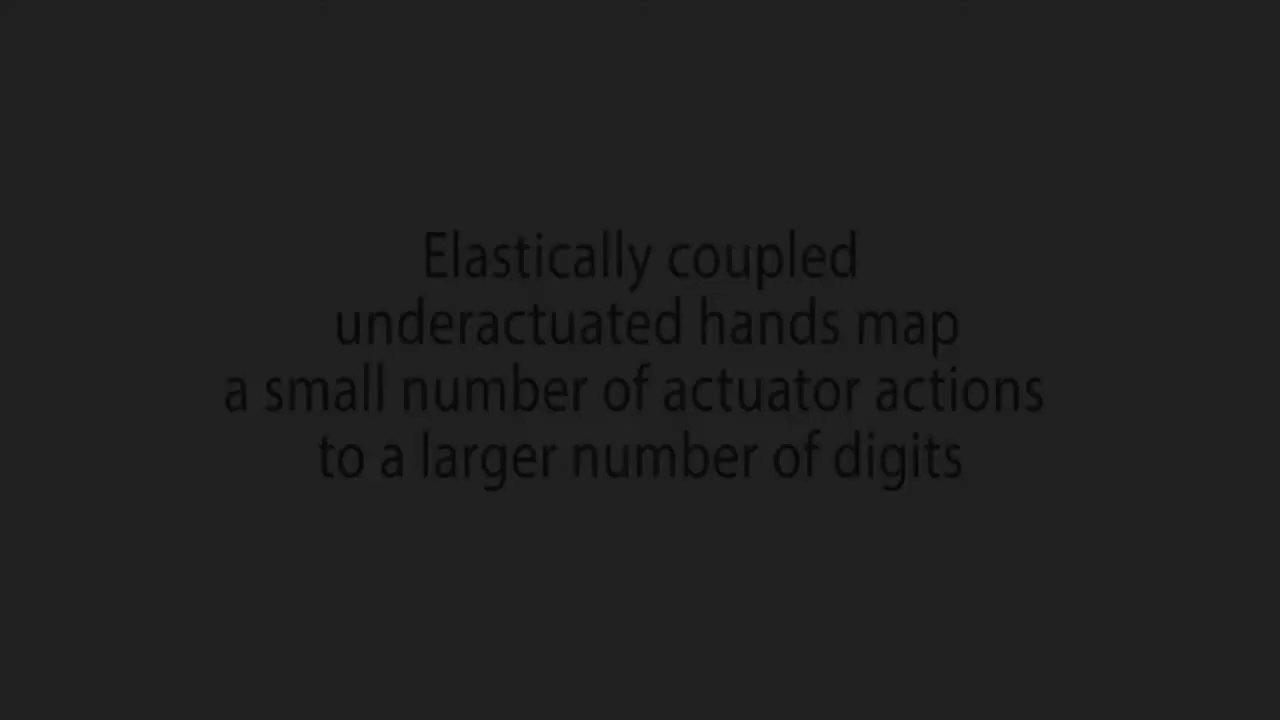 Elastically coupled
underactuated hands map
a small number of actuator actions
to a larger number of digits